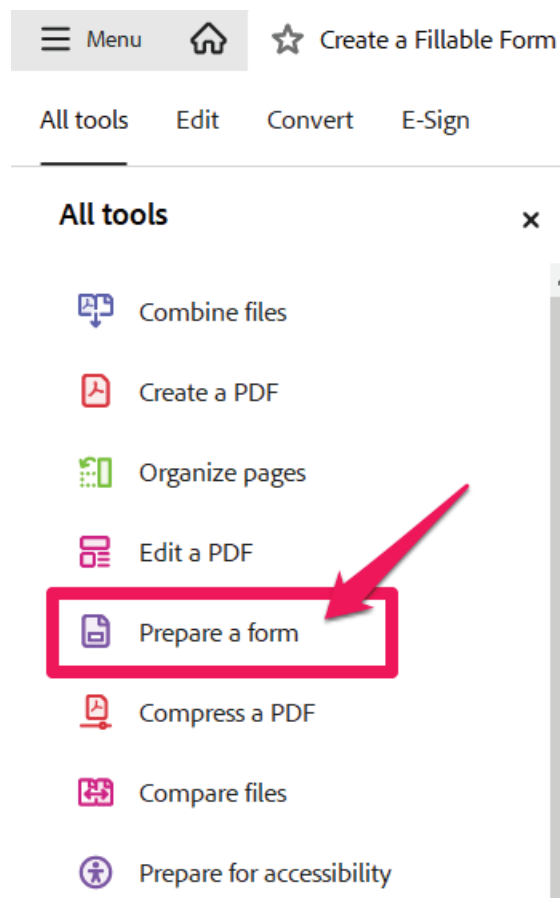 Menu
Create a Fillable Form
All tools Edit Convert E-Sign
All tools
Combine files
Create a PDF
Organize pages
Edit a PDF
Prepare a form
Compress a PDF
Compare files
Prepare for accessibility